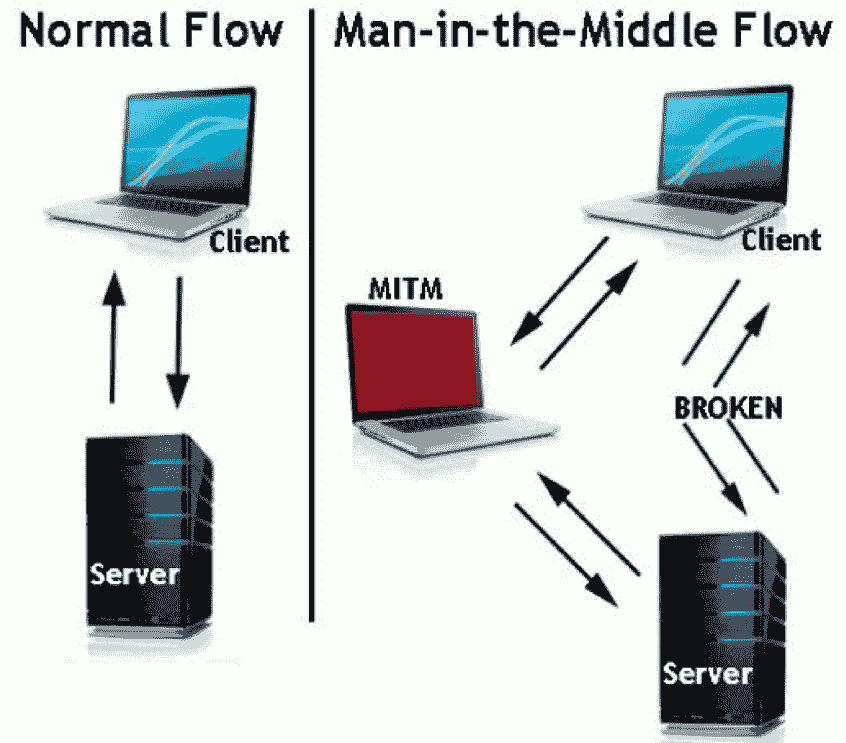 Normal Flow
Man-in-the-Middle Flow
Client
Client
MITM
BROKEN
Server
Server